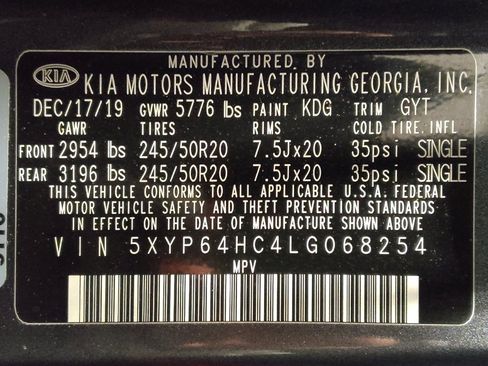 MANUFACTURED BY
KIA KIA MOTORS MANUFACTURING GEORGIA, INC.
DEC/17/19 GVWR 5776 lbs PAINT KDG TRIM GYT
GAWR TIRES RIMS COLD TIRE. INFL
FRONT 2954 lbs 245/50R20 7.5Jx20 35psi SINGLE
REAR 3196 lbs 245/50R20 7.5Jx20 35psi SINGLE
THIS VEHICLE CONFORMS TO ALL APPLICABLE U.S.A. FEDERAL
MOTOR VEHICLE SAFETY AND THEFT PREVENTION STANDARDS
IN EFFECT ON THE DATE OF MANUFACTURE SHOWN ABOVE.
VIN 5XYP64HC4LG068254
MPV